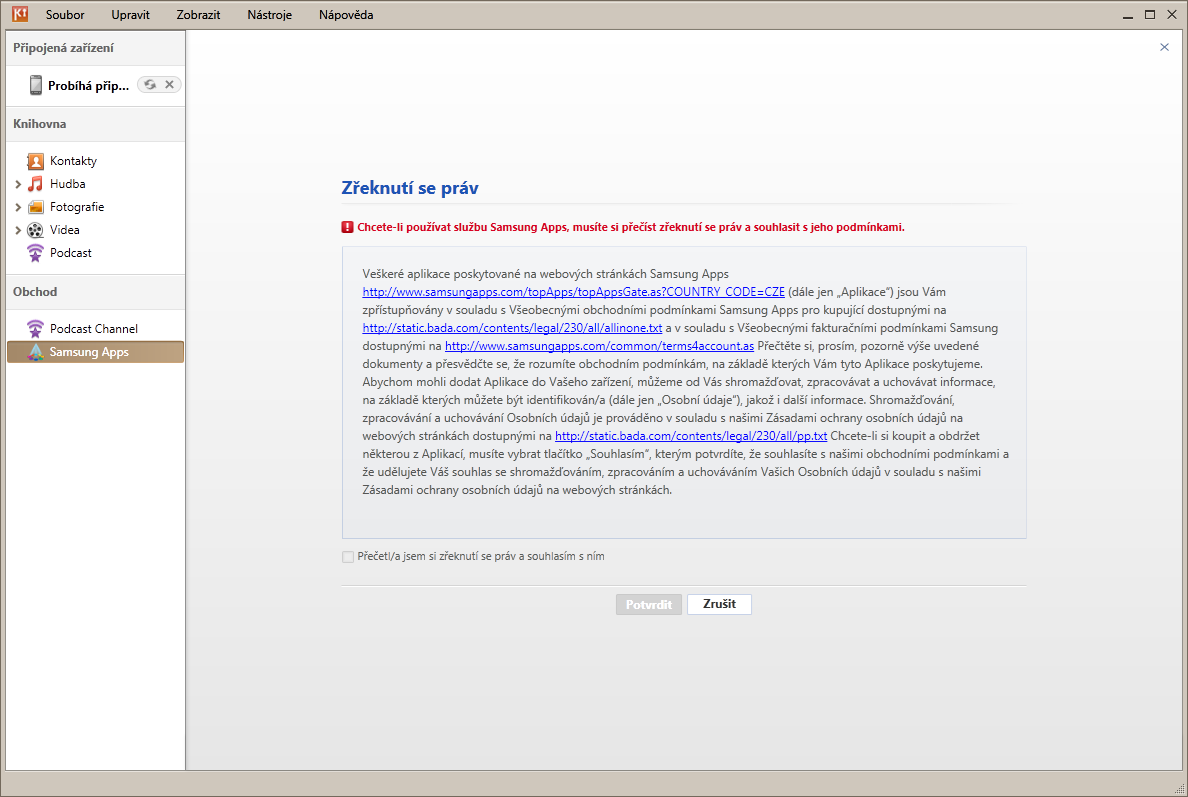 Soubor Upravit Zobrazit Nástroje Nápověda
Připojená zařízení
Probíhá přip...
Knihovna
Kontakty
Hudba
Fotografie
Videa
Podcast
Obchod
Podcast Channel
Samsung Apps
Zřeknutí se práv
Chcete-li používat službu Samsung Apps, musíte si přečíst zřeknutí se práv a souhlasit s jeho podmínkami.
Veškeré aplikace poskytované na webových stránkách Samsung Apps
http://www.samsungapps.com/topApps/topAppsGate.as?COUNTRY_CODE=CZE (dále jen „Aplikace“) jsou Vám
zpřístupňovány v souladu s Všeobecnými obchodními podmínkami Samsung Apps pro kupující dostupnými na
http://static.bada.com/contents/legal/230/all/allinone.txt a v souladu s Všeobecnými fakturačními podmínkami Samsung
dostupnými na http://www.samsungapps.com/common/terms4account.as Přečtěte si, prosím, pozorně výše uvedené
dokumenty a přesvědčte se, že rozumíte obchodním podmínkám, na základě kterých Vám tyto Aplikace poskytujeme.
Abychom mohli dodat Aplikace do Vašeho zařízení, můžeme od Vás shromažďovat, zpracovávat a uchovávat informace,
na základě kterých můžete být identifikován/a (dále jen „Osobní údaje“), jakož i další informace. Shromažďování,
zpracovávání a uchovávání Osobních údajů je prováděno v souladu s našimi Zásadami ochrany osobních údajů na
webových stránkách dostupnými na http://static.bada.com/contents/legal/230/all/pp.txt Chcete-li si koupit a obdržet
některou z Aplikací, musíte vybrat tlačítko „Souhlasím“, kterým potvrdíte, že souhlasíte s našimi obchodními podmínkami a
že udělujete Váš souhlas se shromažďováním, zpracováním a uchováváním Vašich Osobních údajů v souladu s našimi
Zásadami ochrany osobních údajů na webových stránkách.
Přečetl/a jsem si zřeknutí se práv a souhlasím s ním
Potvrdit Zrušit